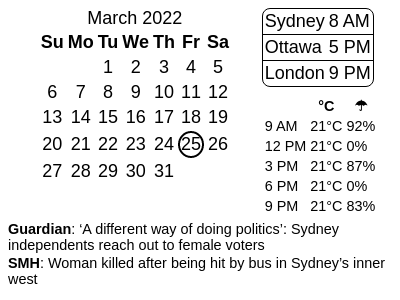 March 2022
Su Mo Tu We Th Fr Sa
1 2 3 4 5
6 7 8 9 10 11 12
13 14 15 16 17 18 19
20 21 22 23 24 25 26
27 28 29 30 31
Sydney 8 AM
Ottawa 5 PM
London 9 PM
°C ☂
9 AM 21°C 92%
12 PM 21°C 0%
3 PM 21°C 87%
6 PM 21°C 0%
9 PM 21°C 83%
Guardian: ‘A different way of doing politics’: Sydney
independents reach out to female voters
SMH: Woman killed after being hit by bus in Sydney’s inner
west